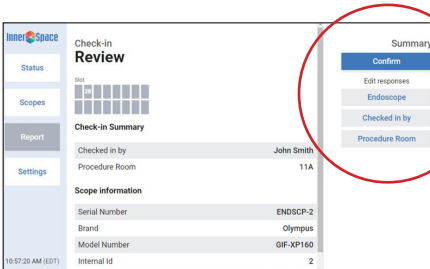 InnerSpace
Status
Scopes
Report
Settings
10:57:20 AM (EDT)
Check-in
Review
Slot
28
Check-in Summary
Checked in by John Smith
Procedure Room 11A
Scope information
Serial Number ENDSCP-2
Brand Olympus
Model Number GIF-XP160
Internal Id 2
Summary
Confirm
Edit responses
Endoscope
Checked in by
Procedure Room